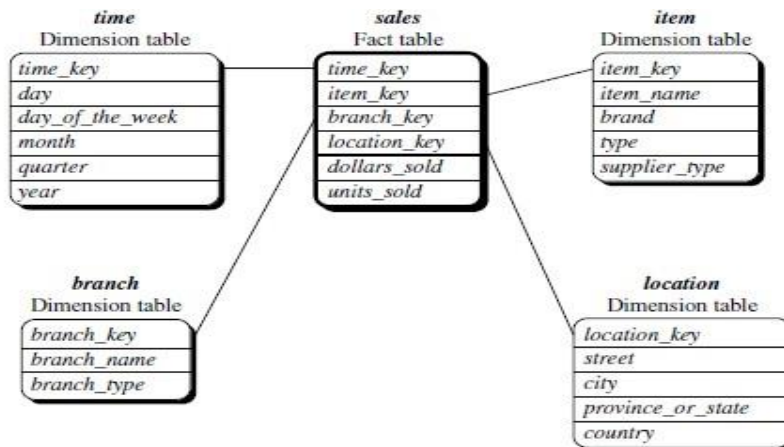 time
Dimension table
time_key
day
day_of_the_week
month
quarter
year
sales
Fact table
time_key
item_key
branch_key
location_key
dollars_sold
units_sold
item
Dimension table
item_key
item_name
brand
type
supplier_type
branch
Dimension table
branch_key
branch_name
branch_type
location
Dimension table
location_key
street
city
province_or_state
country